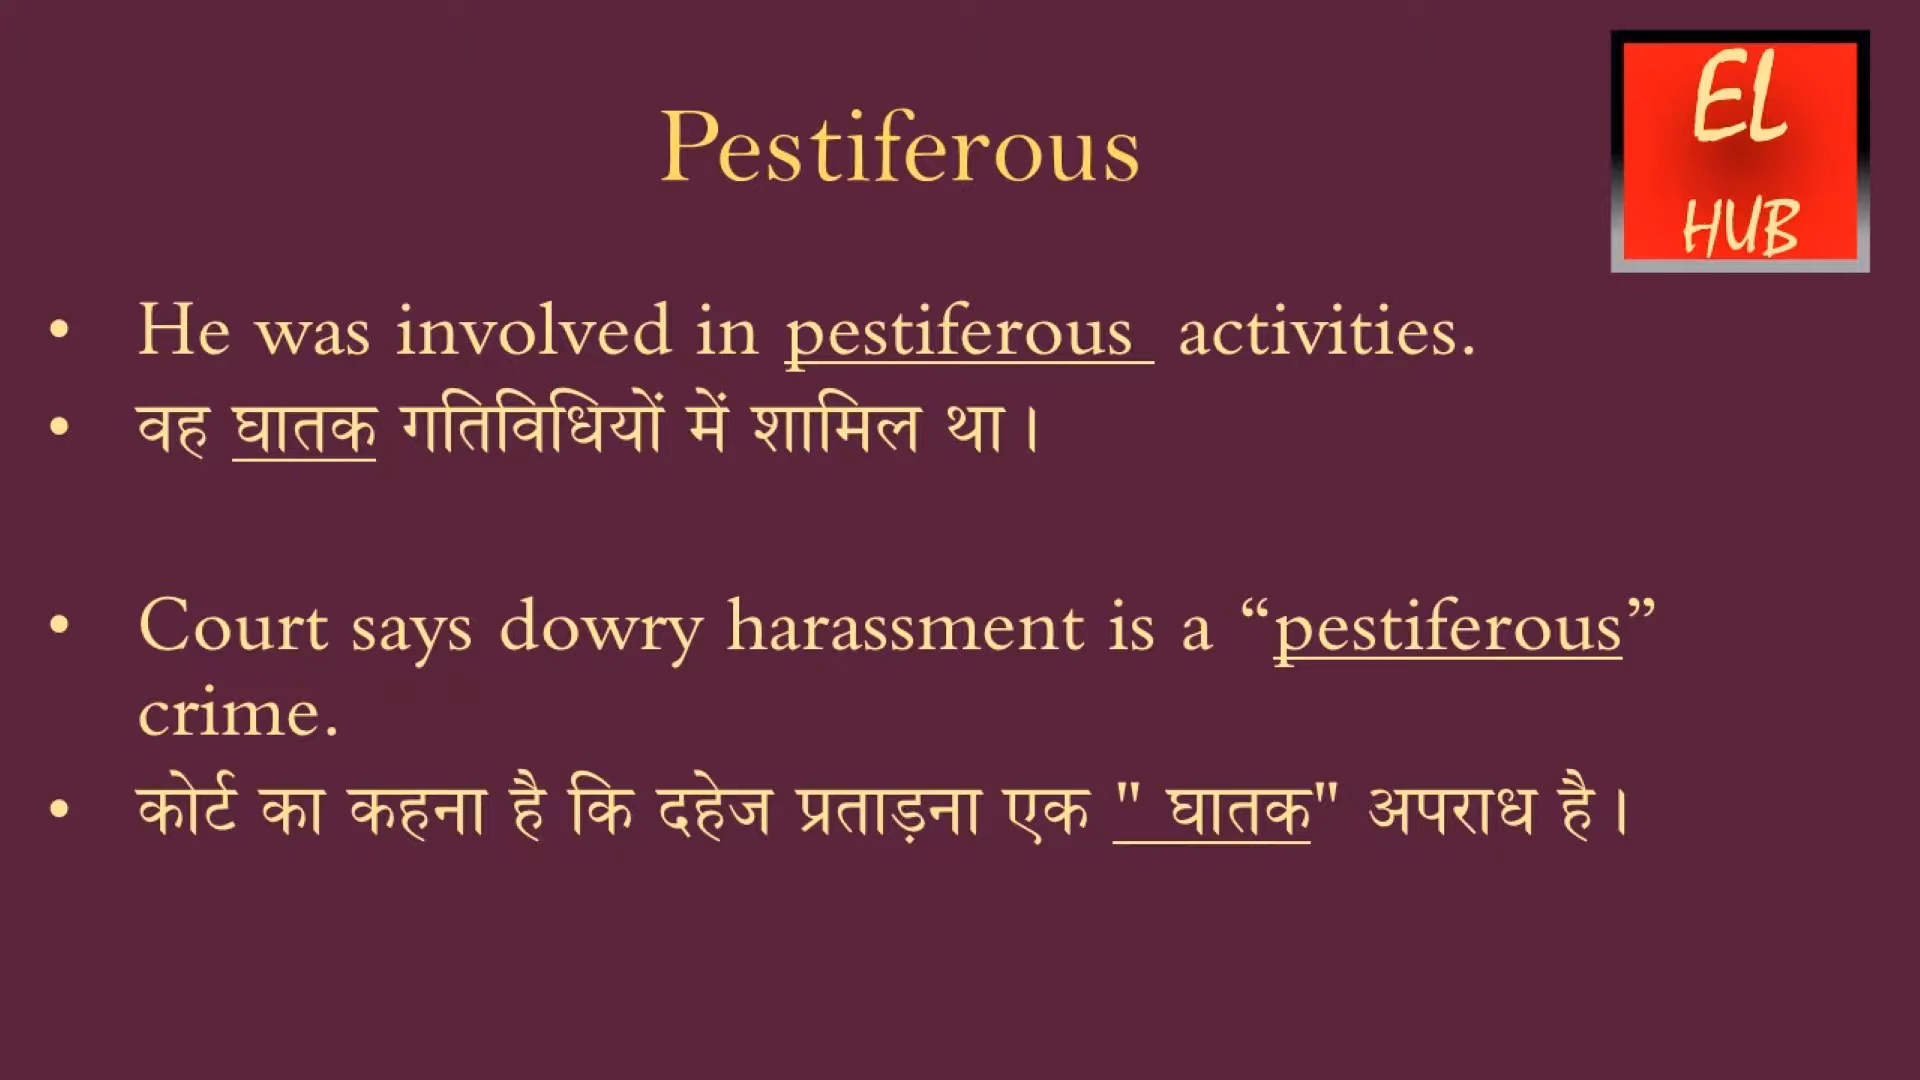 EL
HUB
Pestiferous
• He was involved in pestiferous activities.
• वह घातक गतिविधियों में शामिल था।
• Court says dowry harassment is a “pestiferous”
crime.
• कोर्ट का कहना है कि दहेज प्रताड़ना एक " घातक" अपराध है।